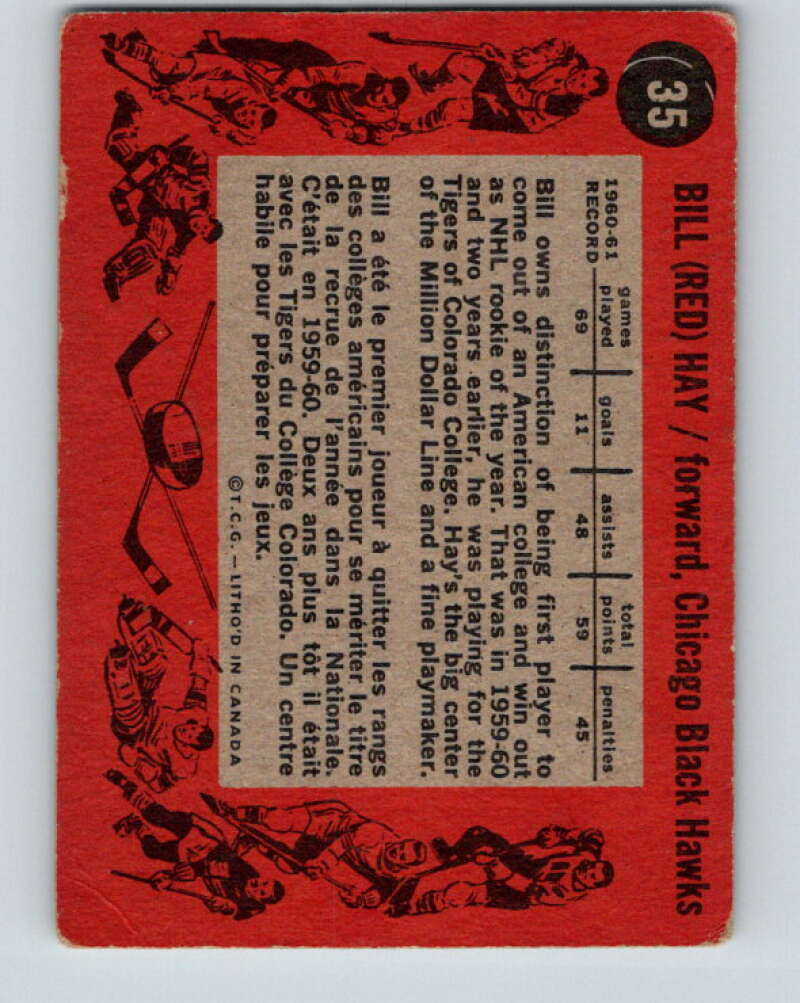 35
BILL (RED) HAY / forward, Chicago Black Hawks
games goals assists total penalties
played points
1960-61
RECORD 69 11 48 59 45
Bill owns distinction of being first player to
come out of an American college and win out
as NHL rookie of the year. That was in 1959-60
and two years earlier, he was playing for the
Tigers of Colorado College. Hay's the big center
of the Million Dollar Line and a fine playmaker.
Bill a été le premier joueur à quitter les rangs
des collèges américains pour se mériter le titre
de la recrue de l'année dans la Nationale.
C'était en 1959-60. Deux ans plus tôt il était
avec les Tigers du Collège Colorado. Un centre
habile pour préparer les jeux.
©T.C.G. — LITHO'D IN CANADA